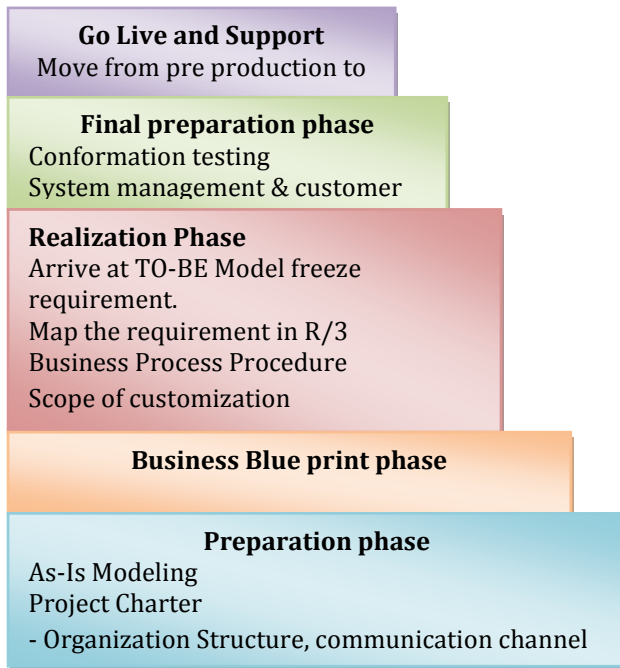 Go Live and Support
Move from pre production to
Final preparation phase
Conformation testing
System management & customer
Realization Phase
Arrive at TO-BE Model freeze
requirement.
Map the requirement in R/3
Business Process Procedure
Scope of customization
Business Blue print phase
Preparation phase
As-Is Modeling
Project Charter
- Organization Structure, communication channel